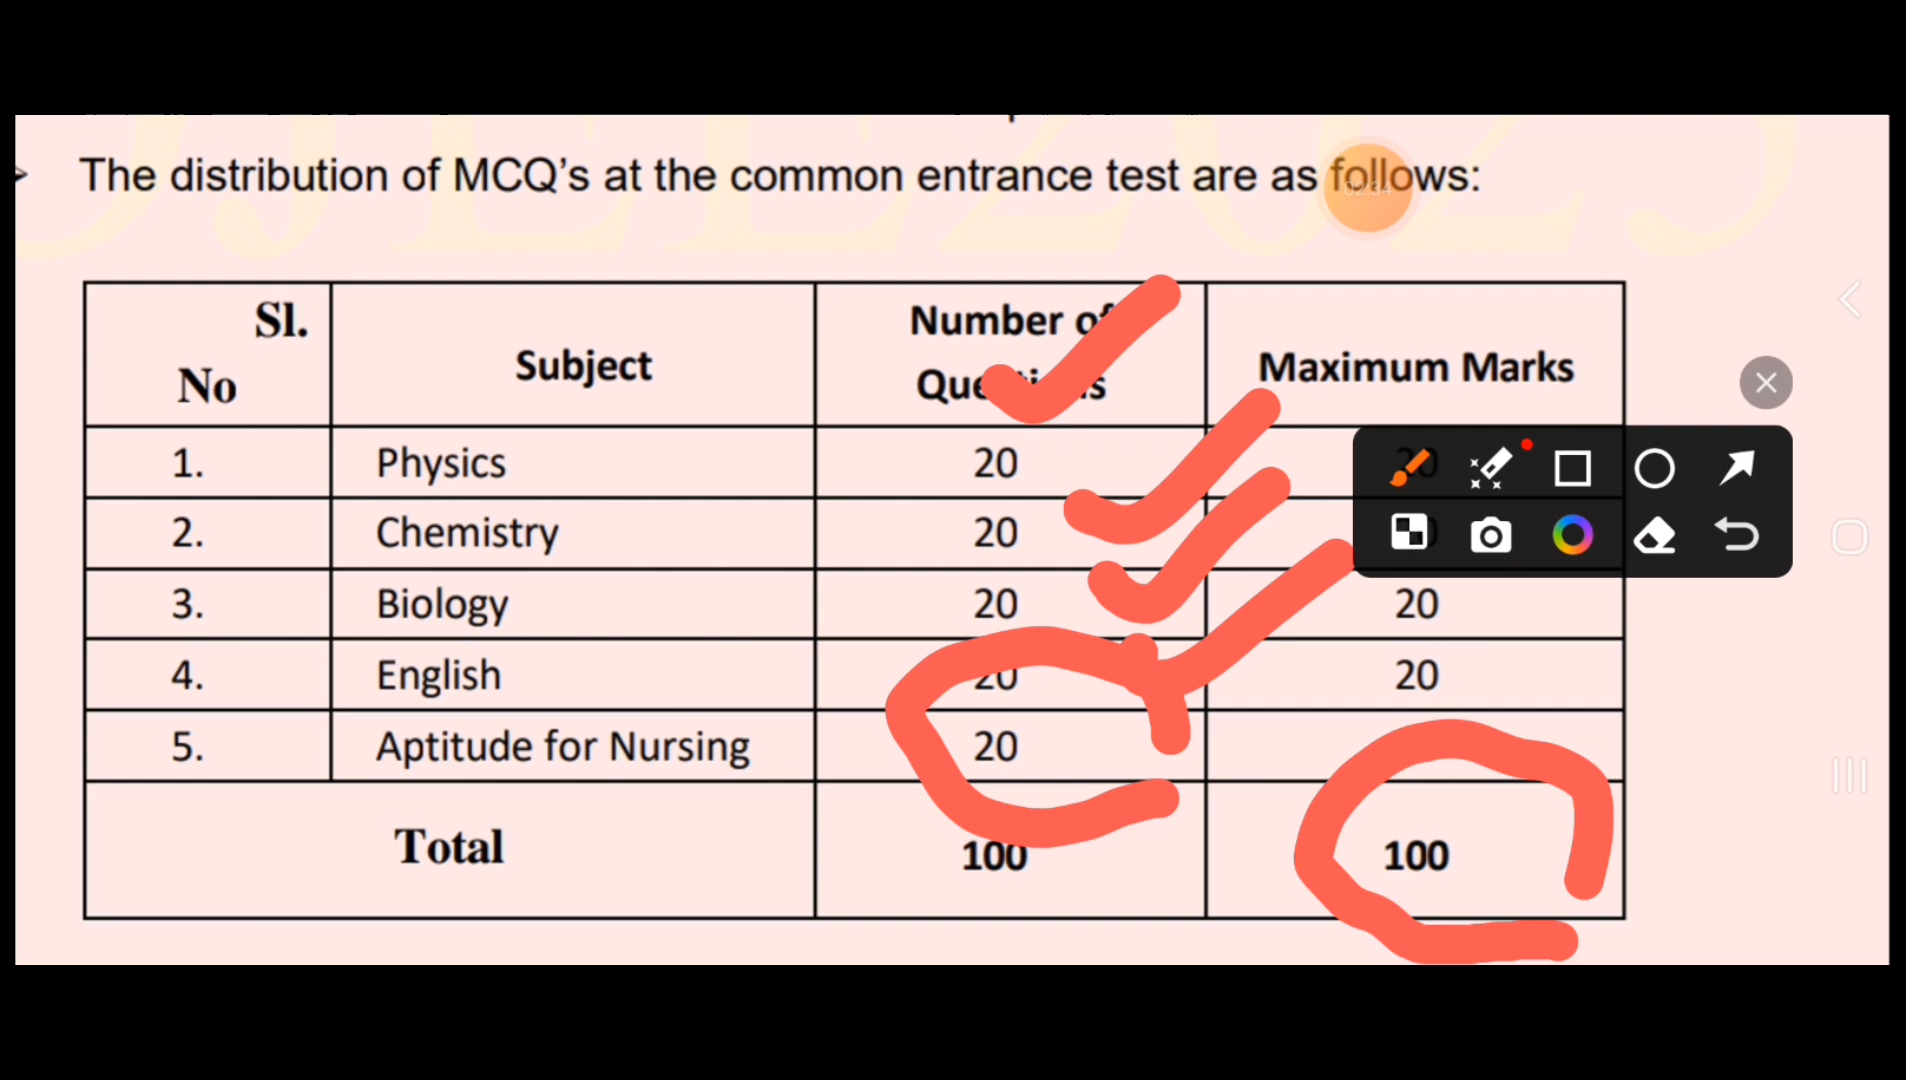 The distribution of MCQ's at the common entrance test are as follows:
Sl. No Subject Number of Maximum Marks
1. Physics 20
2. Chemistry 20
3. Biology 20 20
4. English 20 20
5. Aptitude for Nursing 20
Total 100 100